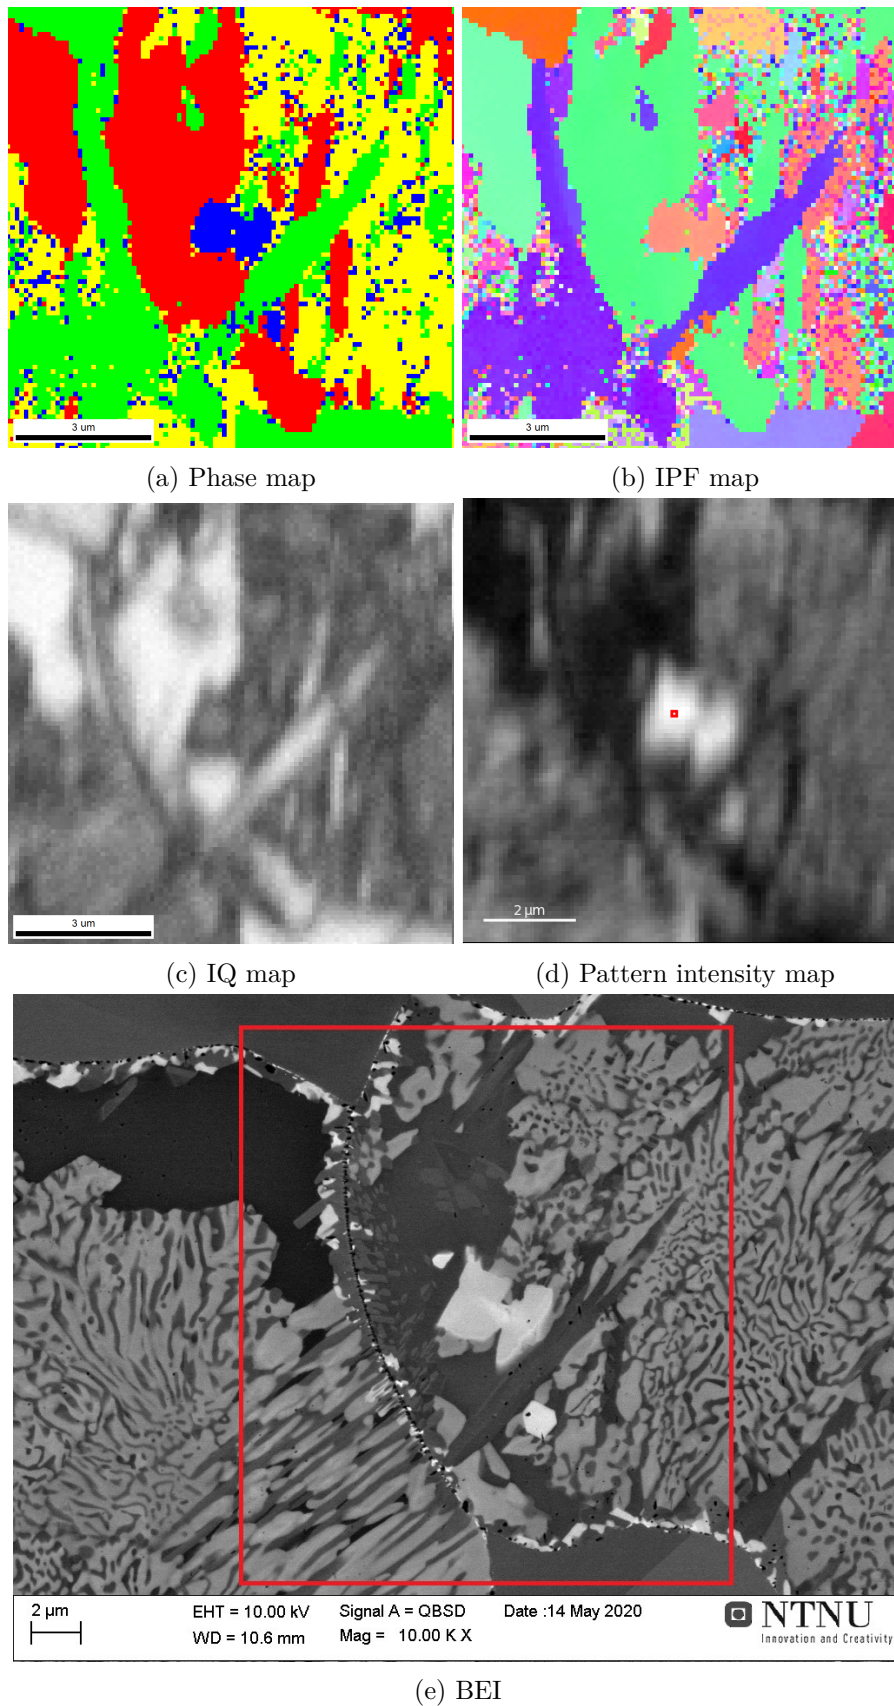 3 um
3 um
(a) Phase map
(b) IPF map
3 um
2 μm
(c) IQ map
(d) Pattern intensity map
2 μm
EHT = 10.00 kV
Signal A = QBSD
Date :14 May 2020
WD = 10.6 mm
Mag = 10.00 K X
NTNU
Innovation and Creativity
(e) BEI